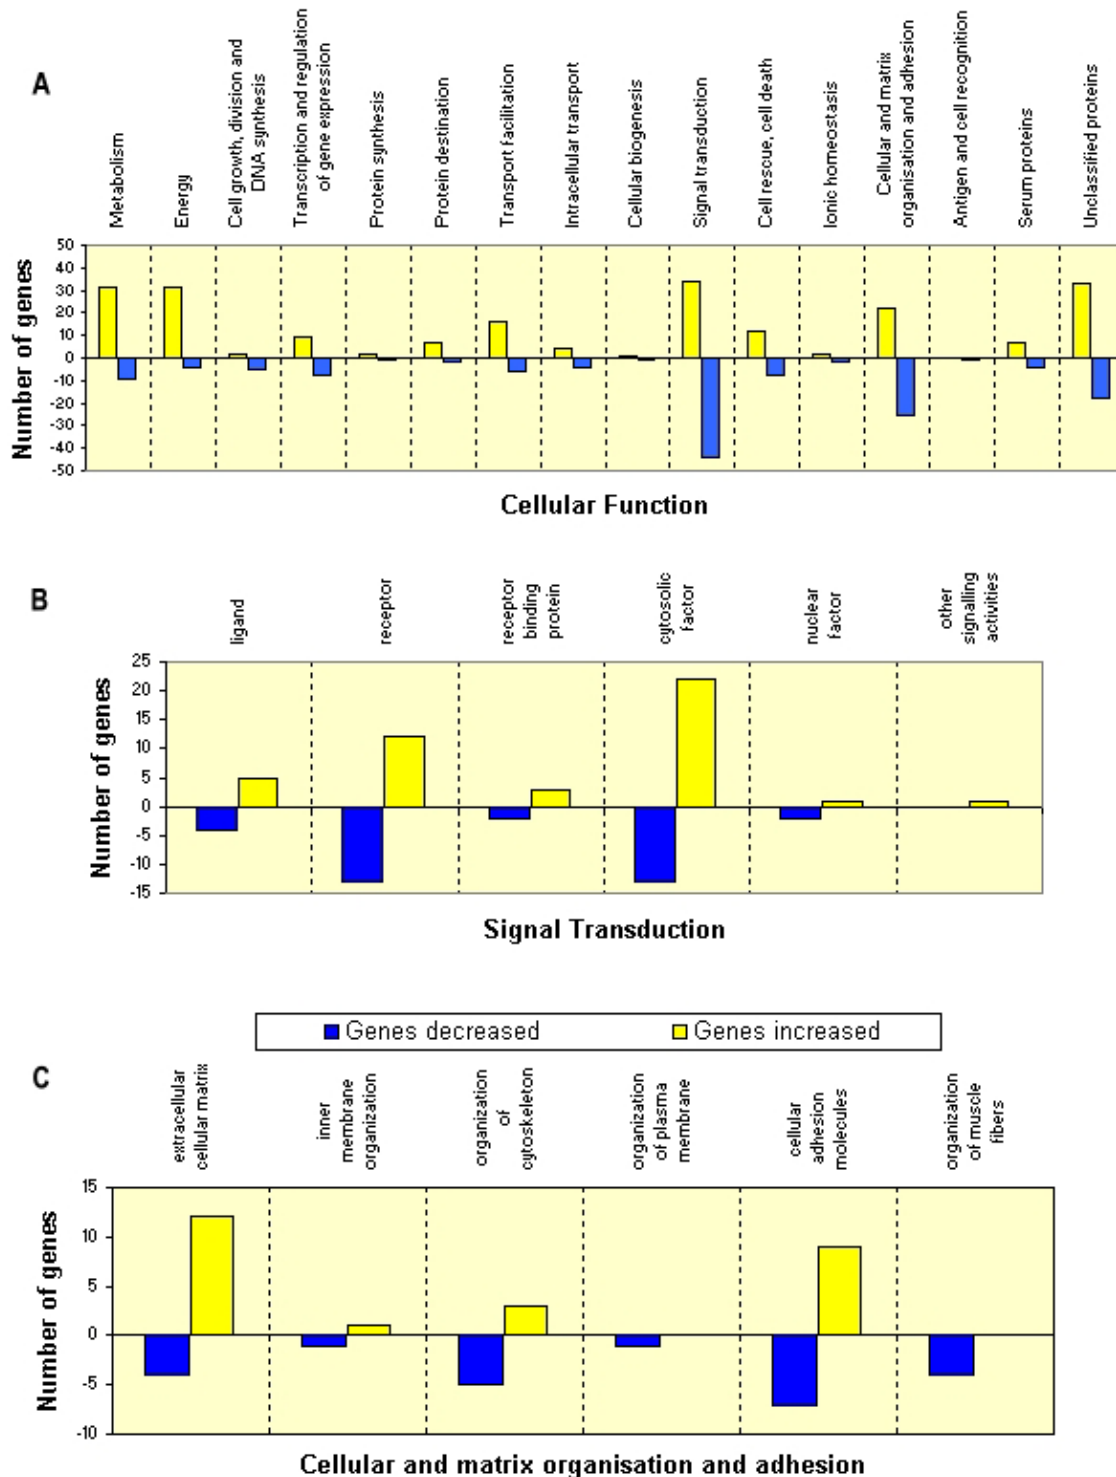 A
Metabolism
Energy
Cell growth, division and
DNA synthesis
Transcription and regulation
of gene expression
Protein synthesis
Protein destination
Transport facilitation
Intracellular transport
Cellular biogenesis
Signal transduction
Cell rescue, cell death
Ionic homeostasis
Cellular and matrix
organisation and adhesion
Antigen and cell recognition
Serum proteins
Unclassified proteins
Number of genes
50
40
30
20
10
0
-10
-20
-30
-40
-50
Cellular Function
B
ligand
receptor
receptor
binding
protein
cytosolic
factor
nuclear
factor
other
signalling
activities
Number of genes
25
20
15
10
5
0
-5
-10
-15
Signal Transduction
Genes decreased
Genes increased
C
extracellular
cellular matrix
inner
membrane
organization
organization
of
cytoskeleton
organization
of plasma
membrane
cellular
adhesion
molecules
organization
of muscle
fibers
Number of genes
15
10
5
0
-5
-10
Cellular and matrix organisation and adhesion